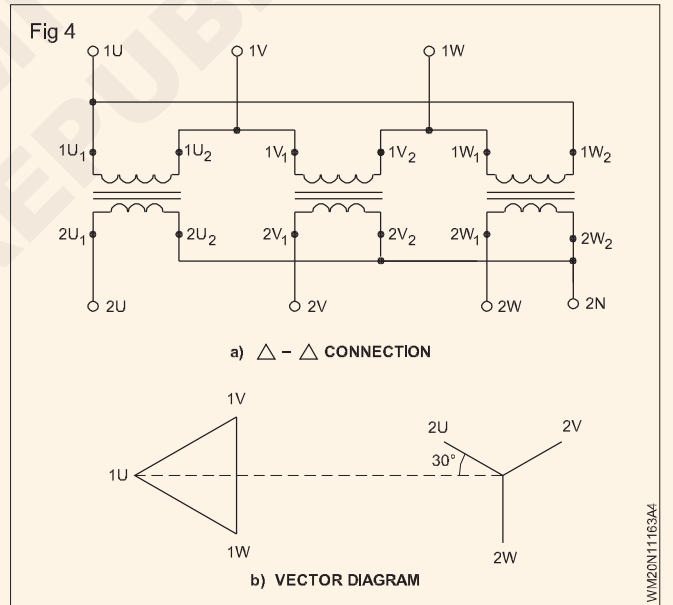 Fig 4
1U 1V 1W
1U₁ 1U₂ 1V₁ 1V₂ 1W₁ 1W₂
2U₁ 2U₂ 2V₁ 2V₂ 2W₁ 2W₂
2U 2V 2W 2N
a) △ – △ CONNECTION
1V
2U 2V
30°
1U
1W
2W
b) VECTOR DIAGRAM
WM20N11163A4